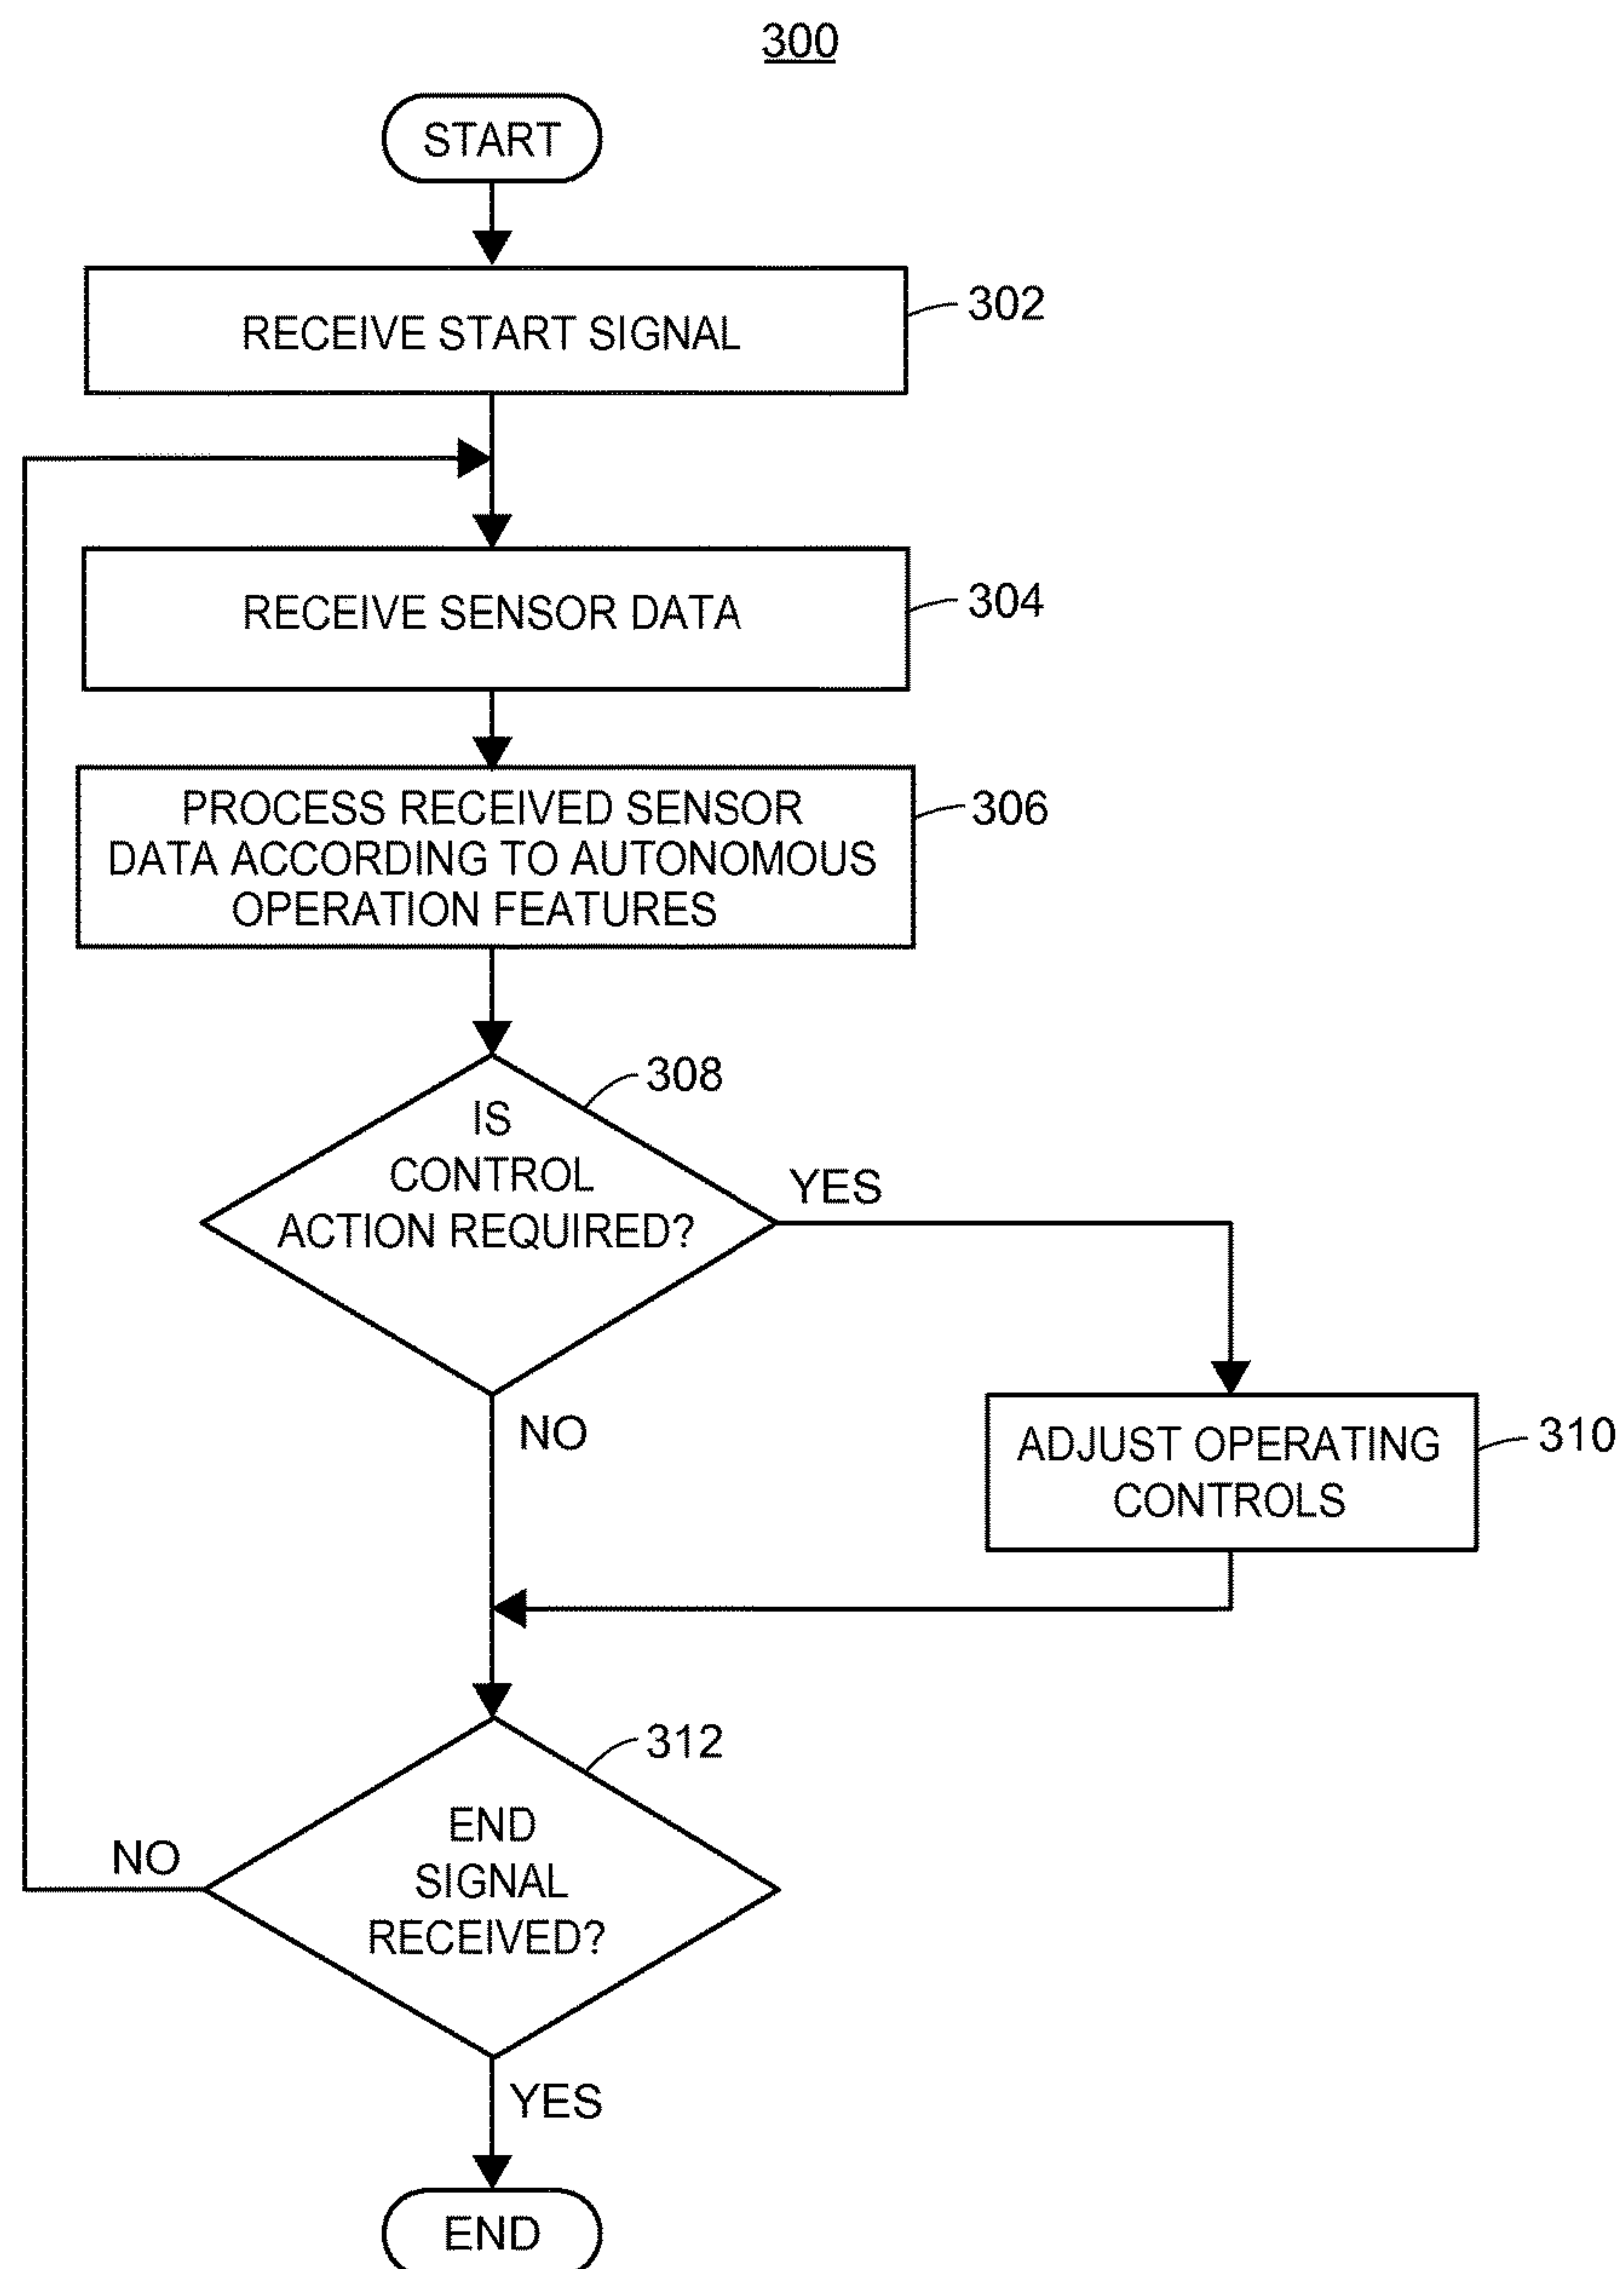 300
START
RECEIVE START SIGNAL
302
RECEIVE SENSOR DATA
304
PROCESS RECEIVED SENSOR
DATA ACCORDING TO AUTONOMOUS
OPERATION FEATURES
306
308
IS
CONTROL
ACTION REQUIRED?
YES
NO
ADJUST OPERATING
CONTROLS
310
312
END
SIGNAL
RECEIVED?
NO
YES
END